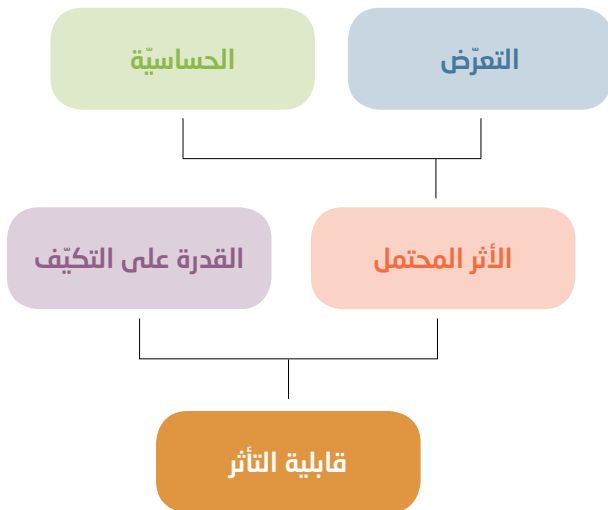 التعرّض
الحساسيّة
الأثر المحتمل
القدرة على التكيّف
قابلية التأثر